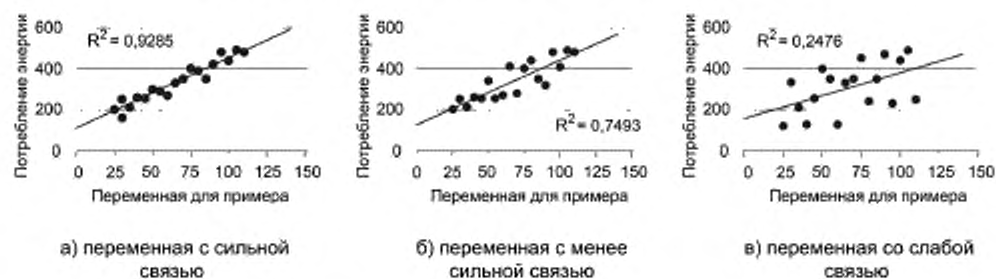 Потребление энергии
600
400
200
0
R² = 0,9285
0 25 50 75 100 125 150
Переменная для примера
а) переменная с сильной
связью
Потребление энергии
600
400
200
0
R² = 0,7493
0 25 50 75 100 125 150
Переменная для примера
б) переменная с менее
сильной связью
Потребление энергии
600
400
200
0
R² = 0,2476
0 25 50 75 100 125 150
Переменная для примера
в) переменная со слабой
связью